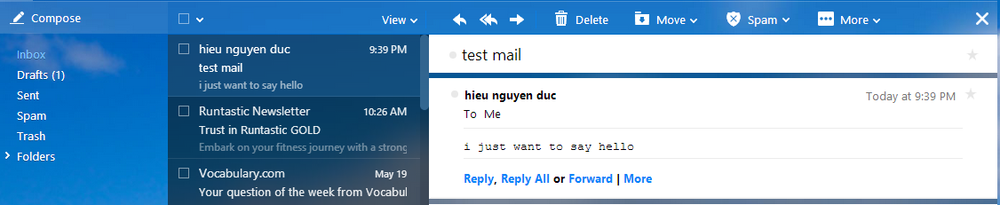 Compose
Inbox
Drafts (1)
Sent
Spam
Trash
Folders
View
hieu nguyen duc 9:39 PM
test mail
i just want to say hello
Runtastic Newsletter 10:26 AM
Trust in Runtastic GOLD
Embark on your fitness journey with a strong
Vocabulary.com May 19
Your question of the week from Vocabul
Delete Move Spam More
test mail
hieu nguyen duc Today at 9:39 PM
To Me
i just want to say hello
Reply, Reply All or Forward | More